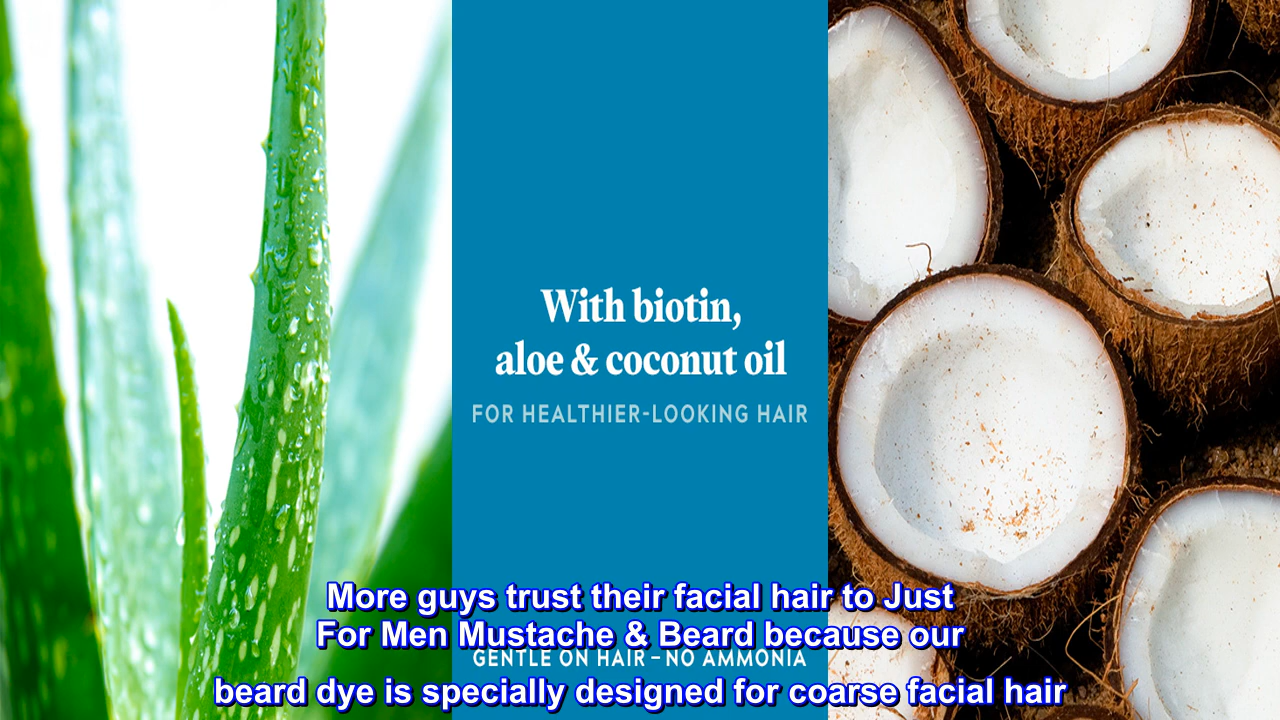 With biotin,
aloe & coconut oil
FOR HEALTHIER-LOOKING HAIR
More guys trust their facial hair to Just
For Men Mustache & Beard because our
GENTLE ON HAIR – NO AMMONIA
beard dye is specially designed for coarse facial hair